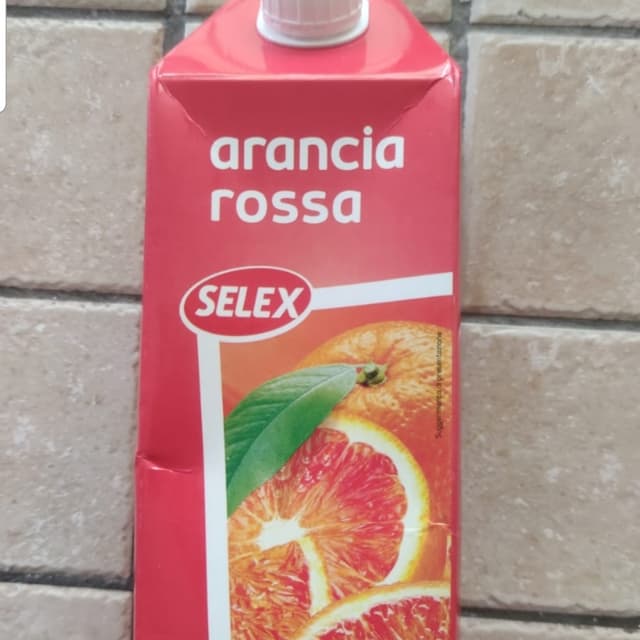 arancia
rossa
SELEX
Suggerimento di presentazione